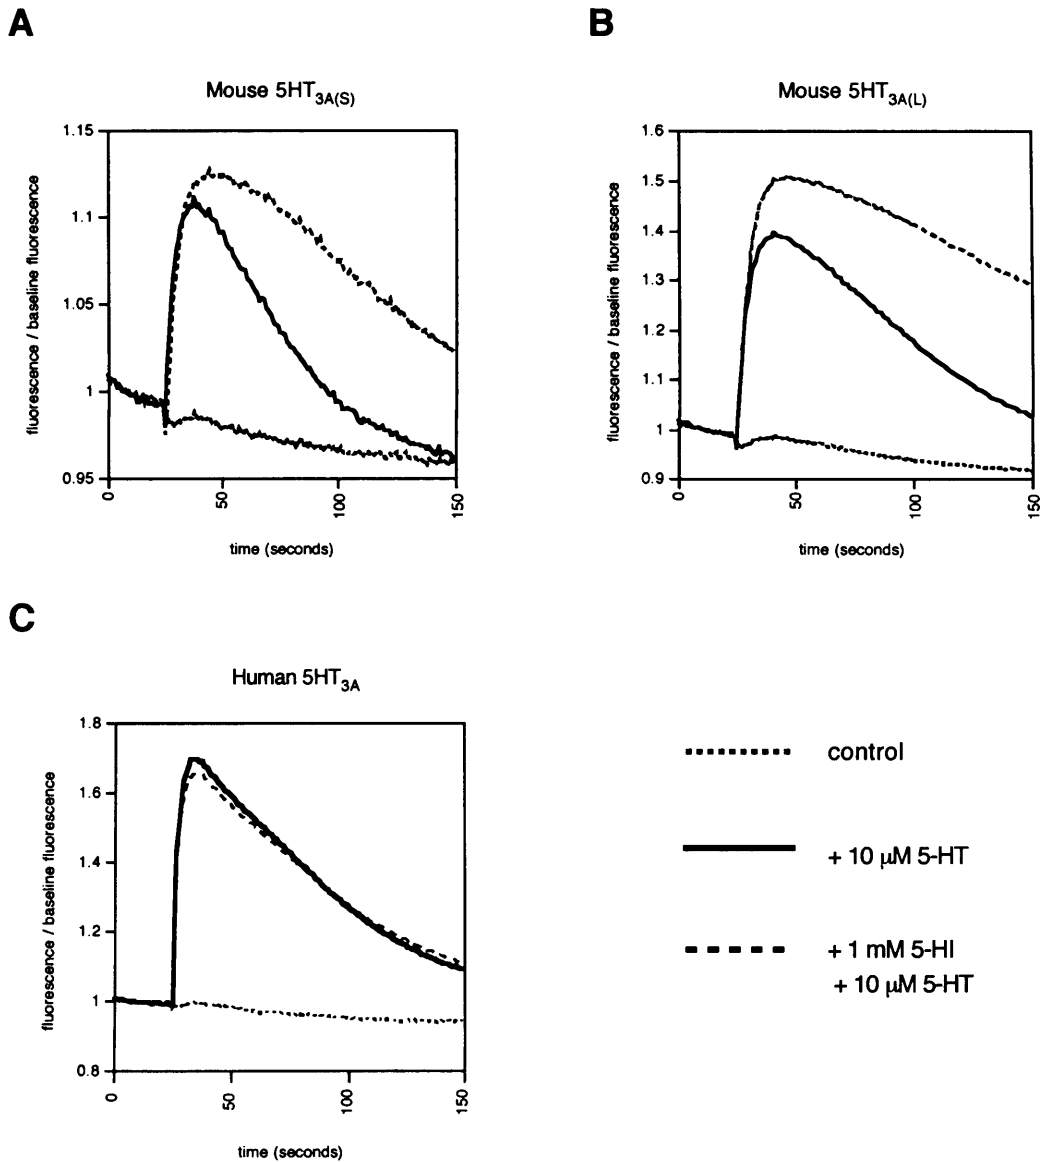 A
Mouse 5HT3A(S)
fluorescence / baseline fluorescence
1.15
1.10
1.05
1
0.95
0
50
100
150
time (seconds)
B
Mouse 5HT3A(L)
fluorescence / baseline fluorescence
1.6
1.5
1.4
1.3
1.2
1.1
1
0.9
0
50
100
150
time (seconds)
C
Human 5HT3A
fluorescence / baseline fluorescence
1.8
1.6
1.4
1.2
1
0.8
0
50
100
150
time (seconds)
control
+ 10 µM 5-HT
+ 1 mM 5-HI
+ 10 µM 5-HT